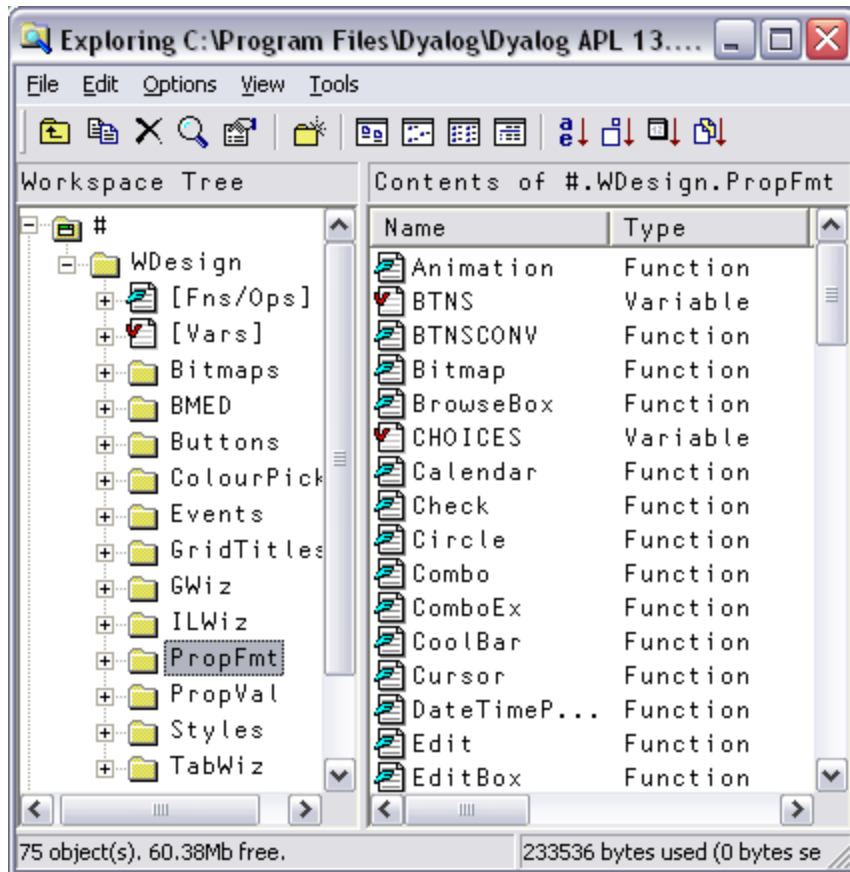 Exploring C:\Program Files\Dyalog\Dyalog APL 13....
File Edit Options View Tools
Workspace Tree
#
WDesign
[Fns/Ops]
[Vars]
Bitmaps
BMED
Buttons
ColourPick
Events
GridTitles
GWiz
ILWiz
PropFmt
PropVal
Styles
TabWiz
Contents of #.WDesign.PropFmt
Name Type
Animation Function
BTNS Variable
BTNSCONV Function
Bitmap Function
BrowseBox Function
CHOICES Variable
Calendar Function
Check Function
Circle Function
Combo Function
ComboEx Function
CoolBar Function
Cursor Function
DateTimeP... Function
Edit Function
EditBox Function
75 object(s). 60.38Mb free.
233536 bytes used (0 bytes se